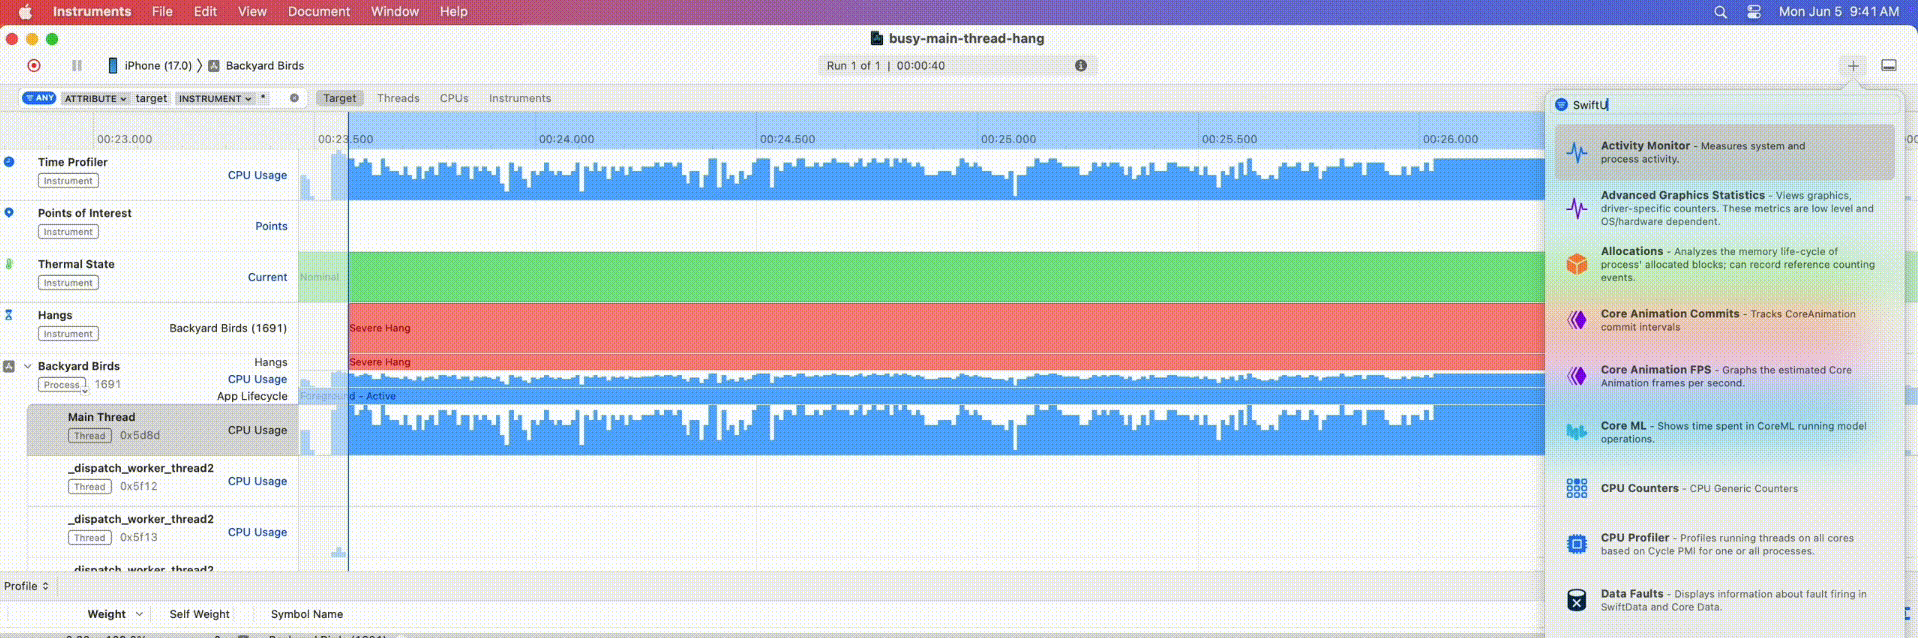 Instruments File Edit View Document Window Help Mon Jun 5 9:41 AM
busy-main-thread-hang
iPhone (17.0) Backyard Birds Run 1 of 1 | 00:00:40
ANY ATTRIBUTE target INSTRUMENT * Target Threads CPUs Instruments
SwiftU
00:23.000 00:23.500 00:24.000 00:24.500 00:25.000 00:25.500 00:26.000
Time Profiler
Instrument
CPU Usage
Points of Interest
Instrument
Points
Thermal State
Instrument
Current
Nominal
Hangs
Instrument
Backyard Birds (1691)
Severe Hang
Backyard Birds
Process 1691
Hangs
Severe Hang
CPU Usage
App Lifecycle
Foreground - Active
Main Thread
Thread 0x5d8d
CPU Usage
_dispatch_worker_thread2
Thread 0x5f12
CPU Usage
_dispatch_worker_thread2
Thread 0x5f13
CPU Usage
_dispatch_worker_thread2
Profile
Weight Self Weight Symbol Name
Activity Monitor - Measures system and
process activity.
Advanced Graphics Statistics - Views graphics,
driver-specific counters. These metrics are low level and
OS/hardware dependent.
Allocations - Analyzes the memory life-cycle of
process' allocated blocks; can record reference counting
events.
Core Animation Commits - Tracks CoreAnimation
commit intervals
Core Animation FPS - Graphs the estimated Core
Animation frames per second.
Core ML - Shows time spent in CoreML running model
operations.
CPU Counters - CPU Generic Counters
CPU Profiler - Profiles running threads on all cores
based on Cycle PMI for one or all processes.
Data Faults - Displays information about fault firing in
SwiftData and Core Data.